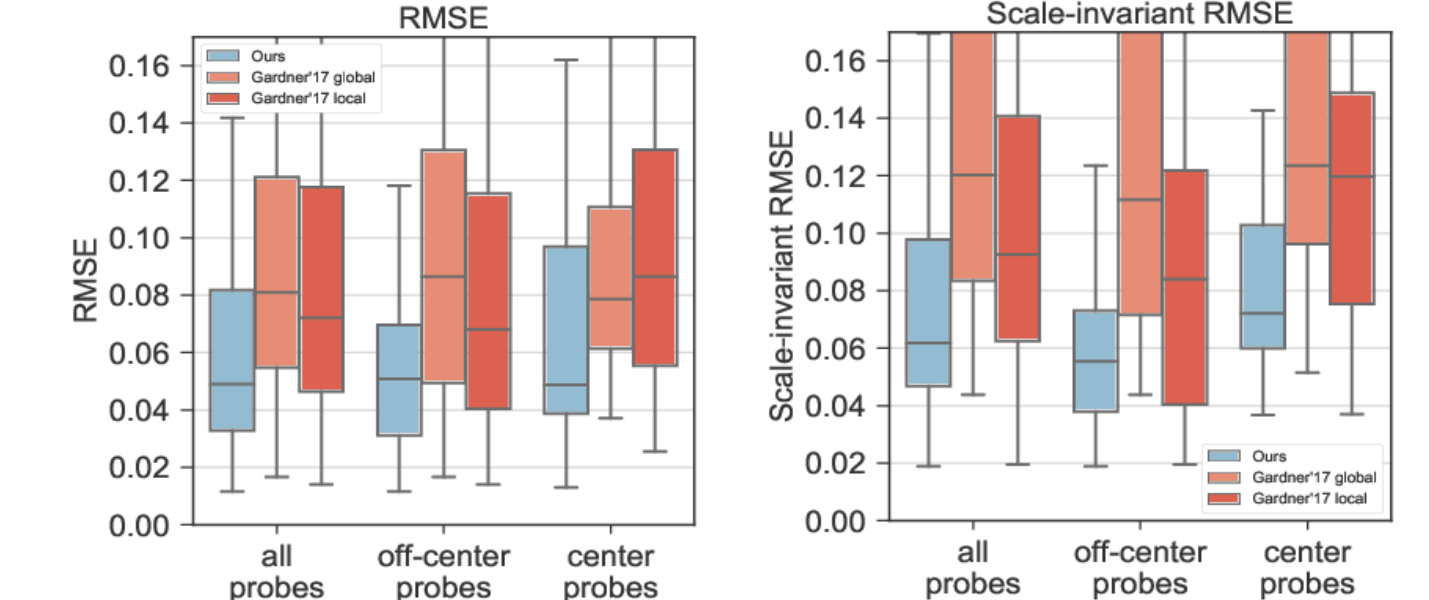 RMSE
RMSE
0.16
0.14
0.12
0.10
0.08
0.06
0.04
0.02
0.00
Ours
Gardner'17 global
Gardner'17 local
all probes
off-center probes
center probes
Scale-invariant RMSE
Scale-invariant RMSE
0.16
0.14
0.12
0.10
0.08
0.06
0.04
0.02
0.00
Ours
Gardner'17 global
Gardner'17 local
all probes
off-center probes
center probes